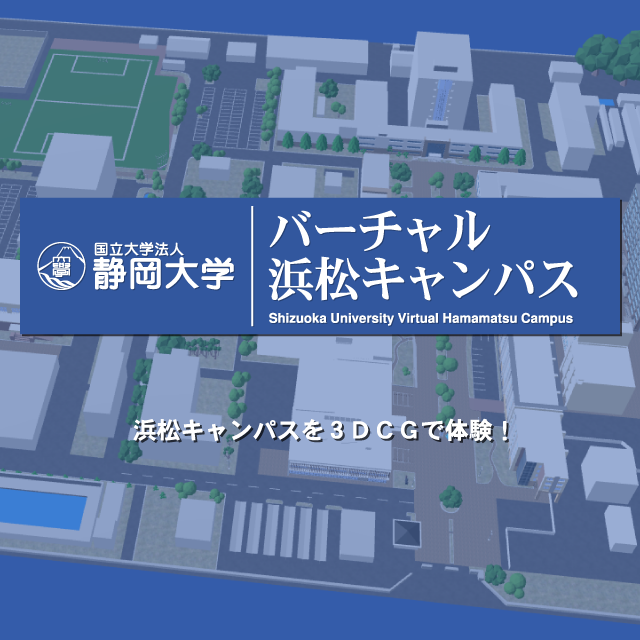 国立大学法人
静岡大学
バーチャル
浜松キャンパス
Shizuoka University Virtual Hamamatsu Campus
浜松キャンパスを３ＤＣＧで体験！